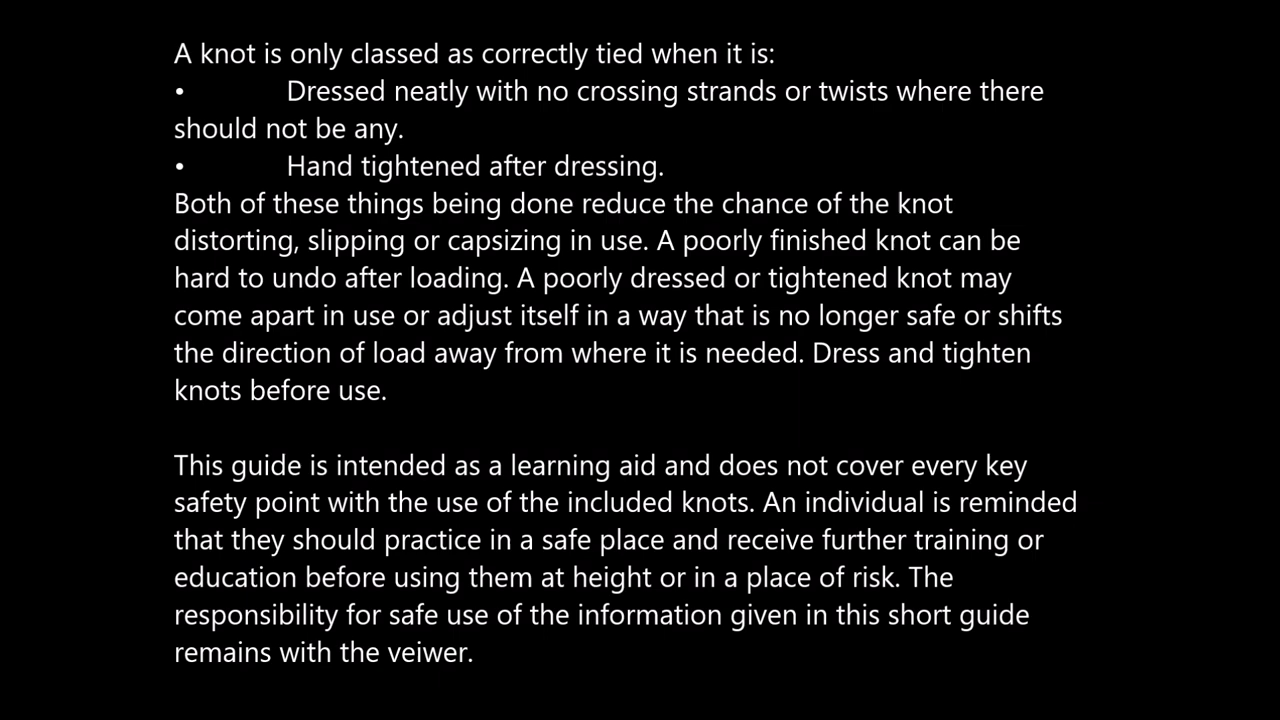 A knot is only classed as correctly tied when it is:
• Dressed neatly with no crossing strands or twists where there
should not be any.
• Hand tightened after dressing.
Both of these things being done reduce the chance of the knot
distorting, slipping or capsizing in use. A poorly finished knot can be
hard to undo after loading. A poorly dressed or tightened knot may
come apart in use or adjust itself in a way that is no longer safe or shifts
the direction of load away from where it is needed. Dress and tighten
knots before use.
This guide is intended as a learning aid and does not cover every key
safety point with the use of the included knots. An individual is reminded
that they should practice in a safe place and receive further training or
education before using them at height or in a place of risk. The
responsibility for safe use of the information given in this short guide
remains with the veiwer.